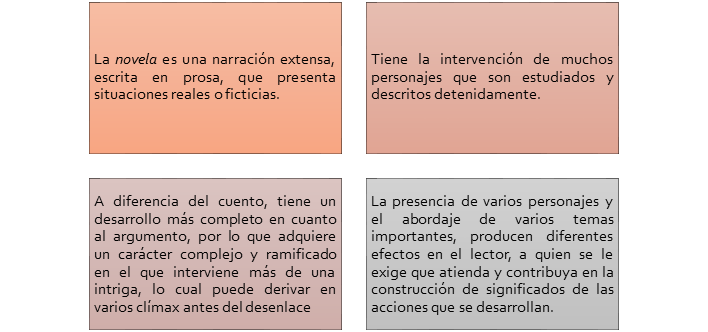 La novela es una narración extensa,
escrita en prosa, que presenta
situaciones reales o ficticias.
Tiene la intervención de muchos
personajes que son estudiados y
descritos detenidamente.
A diferencia del cuento, tiene un
desarrollo más completo en cuanto
al argumento, por lo que adquiere
un carácter complejo y ramificado
en el que interviene más de una
intriga, lo cual puede derivar en
varios clímax antes del desenlace
La presencia de varios personajes y
el abordaje de varios temas
importantes, producen diferentes
efectos en el lector, a quien se le
exige que atienda y contribuya en la
construcción de significados de las
acciones que se desarrollan.